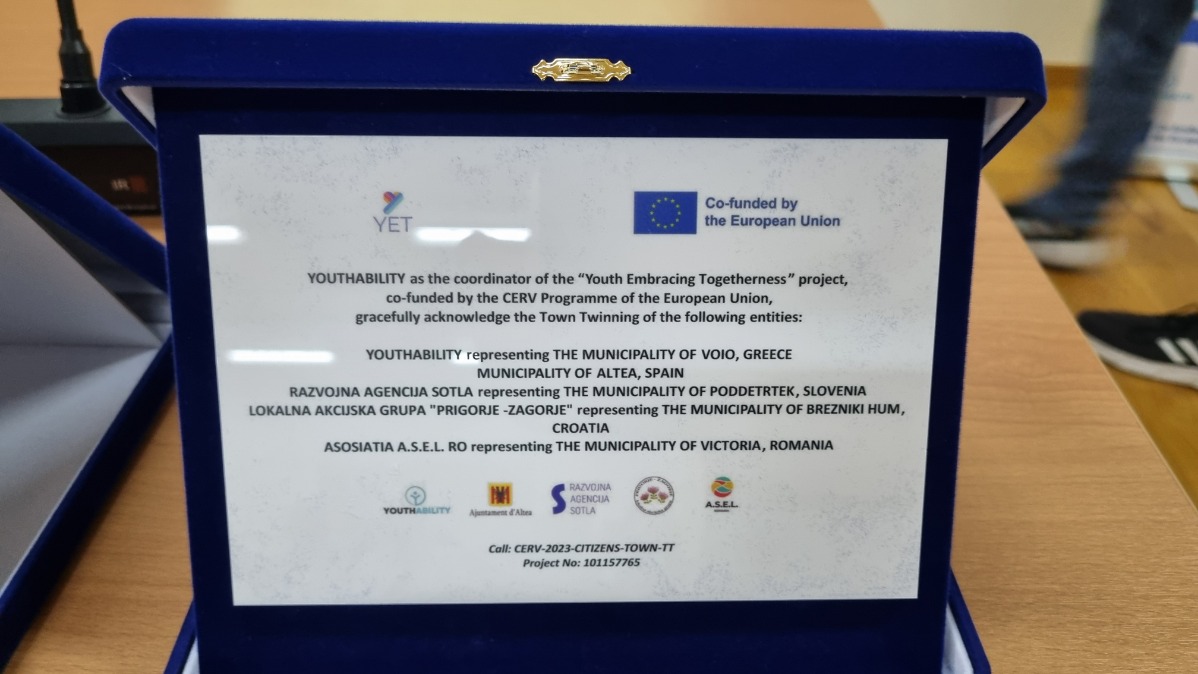 YET
Co-funded by
the European Union
YOUTHABILITY as the coordinator of the “Youth Embracing Togetherness” project,
co-funded by the CERV Programme of the European Union,
gracefully acknowledge the Town Twinning of the following entities:
YOUTHABILITY representing THE MUNICIPALITY OF VOIO, GREECE
MUNICIPALITY OF ALTEA, SPAIN
RAZVOJNA AGENCIJA SOTLA representing THE MUNICIPALITY OF PODDETRTEK, SLOVENIA
LOKALNA AKCIJSKA GRUPA "PRIGORJE -ZAGORJE" representing THE MUNICIPALITY OF BREZNIKI HUM,
CROATIA
ASOSIATIA A.S.E.L. RO representing THE MUNICIPALITY OF VICTORIA, ROMANIA
YOUTHABILITY
Ajuntament d'Altea
RAZVOJNA
AGENCIJA
SOTLA
A.S.E.L.
Call: CERV-2023-CITIZENS-TOWN-TT
Project No: 101157765